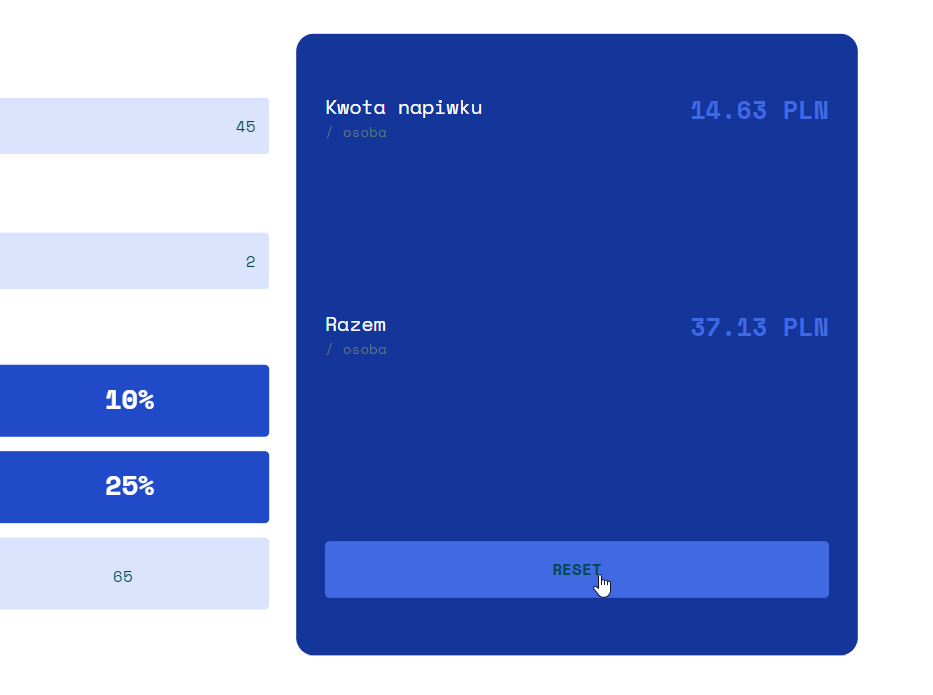 45
2
10%
25%
65
Kwota napiwku
/ osoba
14.63 PLN
Razem
/ osoba
37.13 PLN
RESET